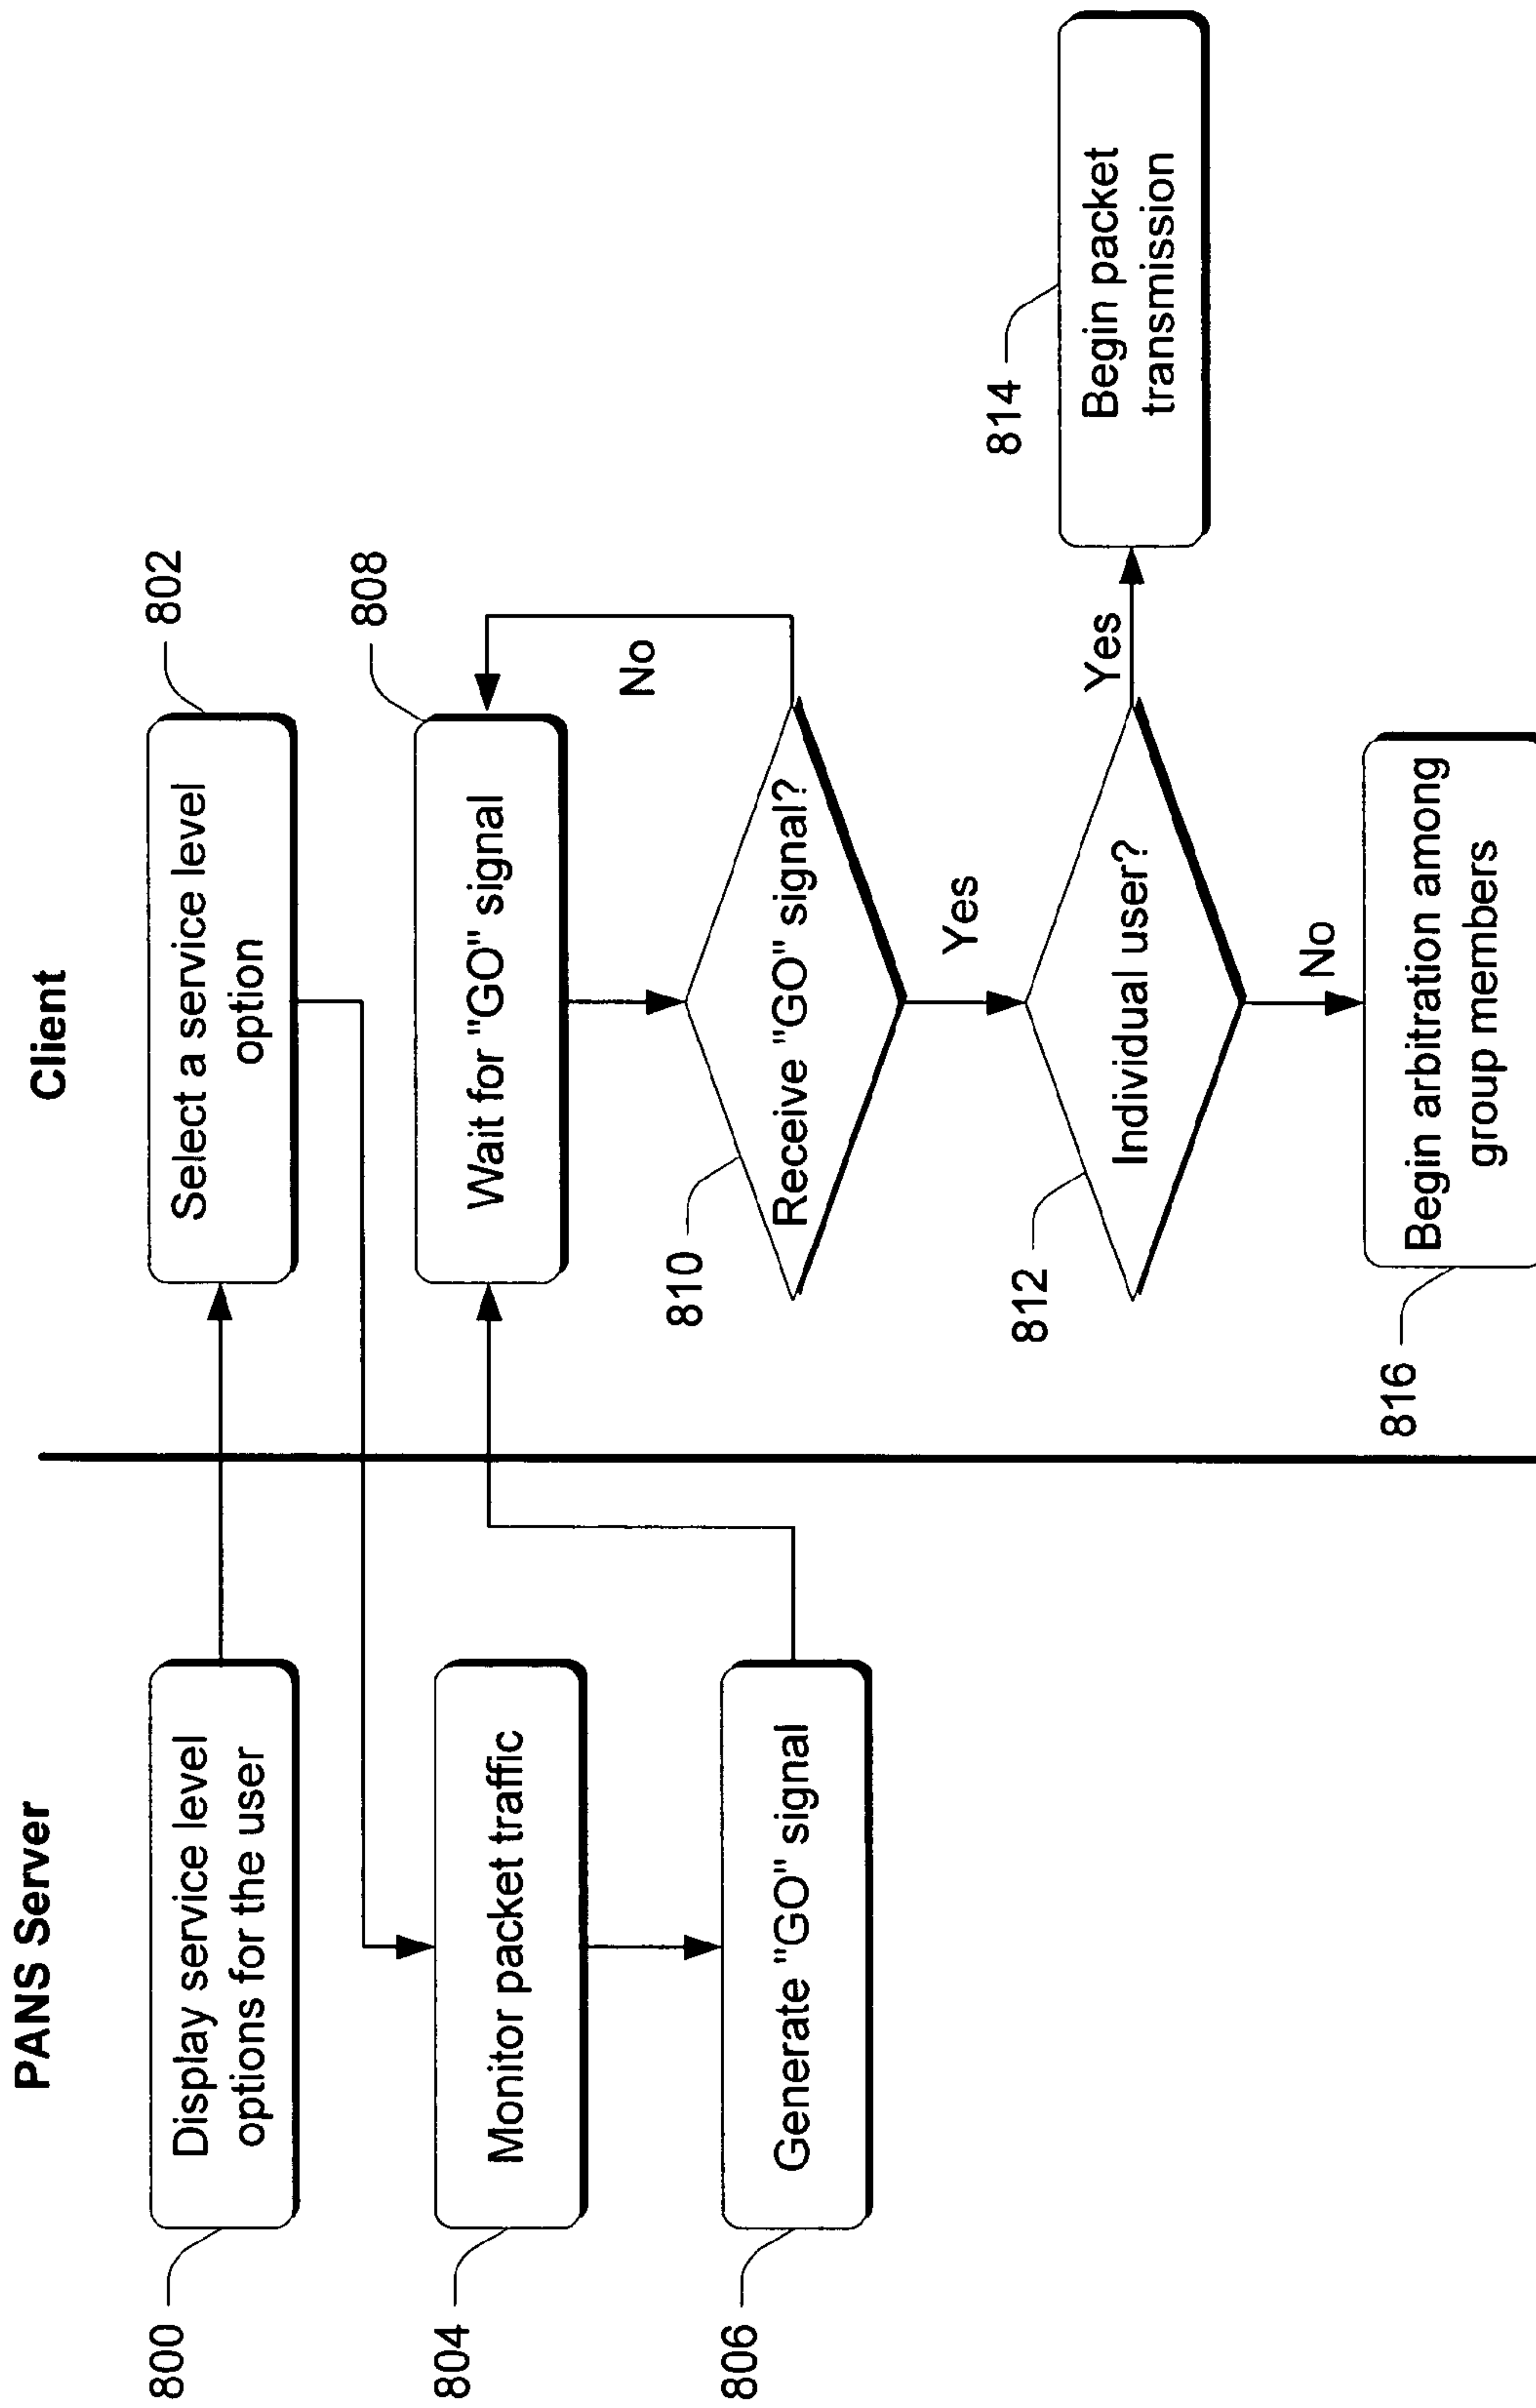 PANS Server
Client
800
Display service level
options for the user
802
Select a service level
option
804
Monitor packet traffic
806
Generate "GO" signal
808
Wait for "GO" signal
810
Receive "GO" signal?
No
Yes
812
Individual user?
Yes
814
Begin packet
transmission
No
816
Begin arbitration among
group members